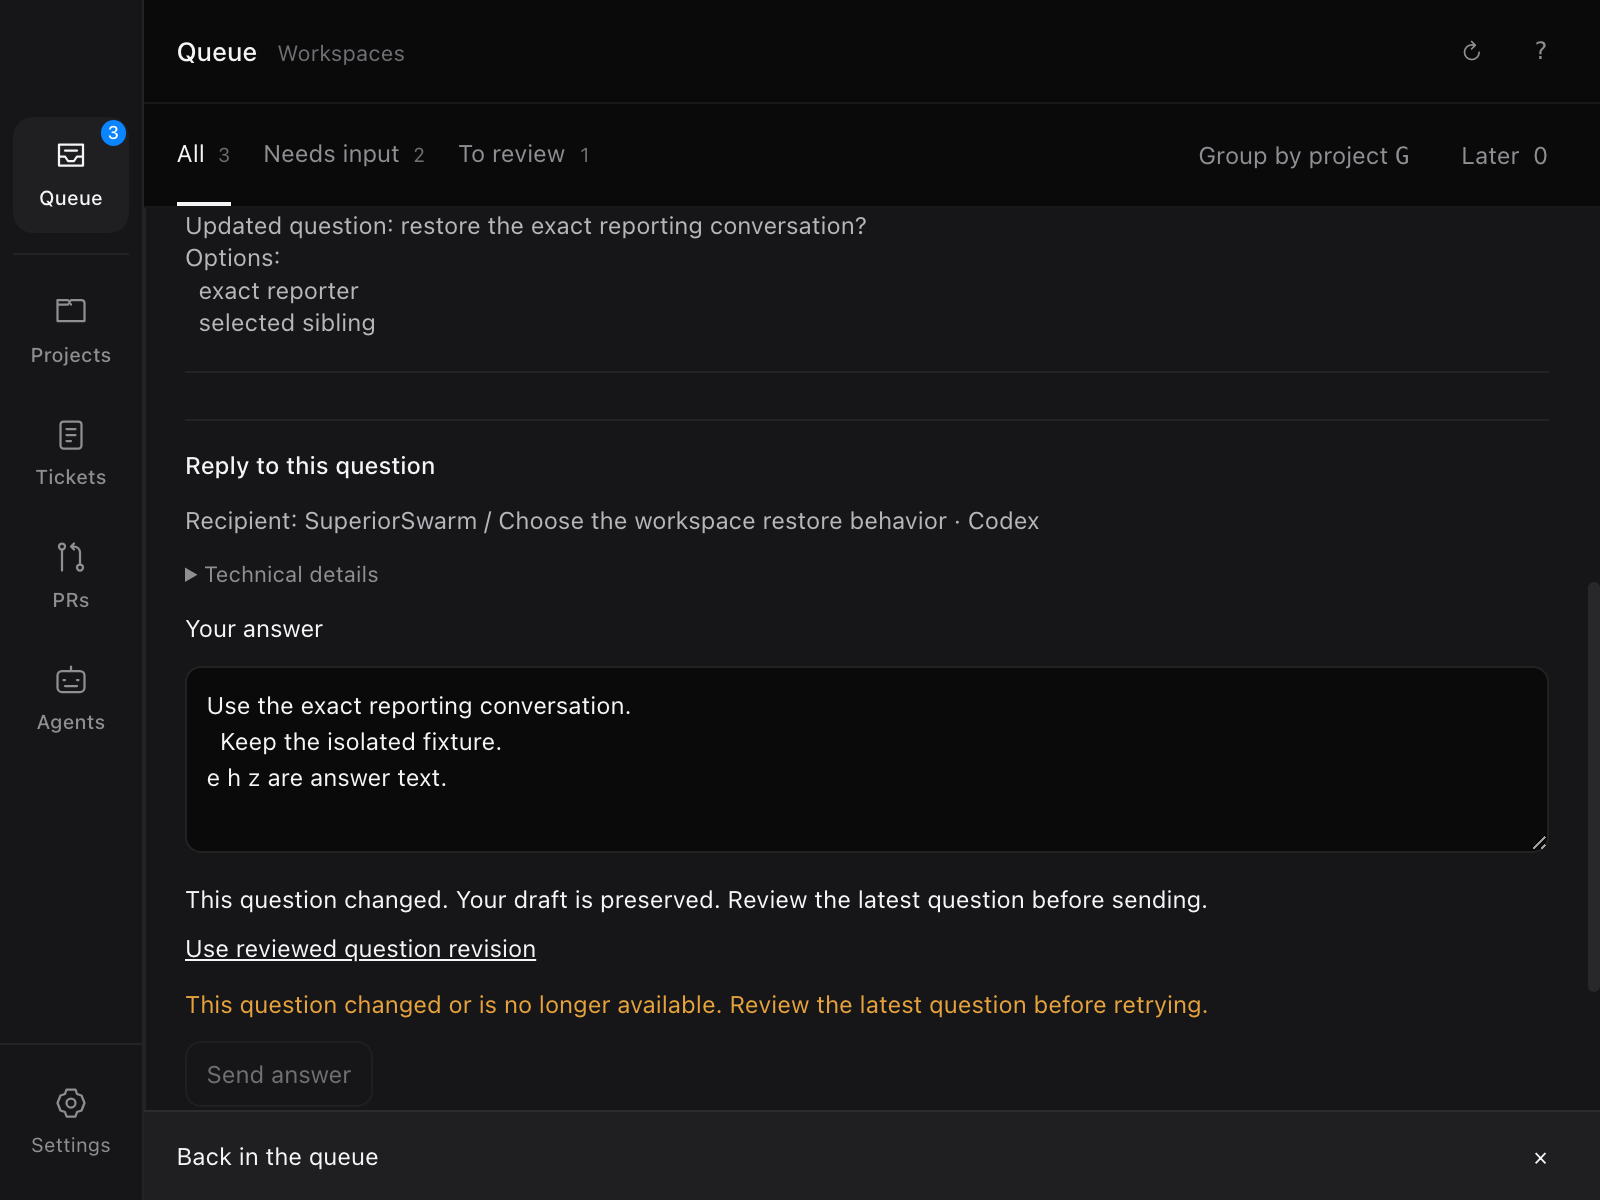 Queue Workspaces ?
3
Queue
All 3 Needs input 2 To review 1 Group by project G Later 0
Updated question: restore the exact reporting conversation?
Options:
  exact reporter
  selected sibling
Projects
Tickets
PRs
Agents
Settings
Reply to this question
Recipient: SuperiorSwarm / Choose the workspace restore behavior · Codex
▶ Technical details
Your answer
Use the exact reporting conversation.
  Keep the isolated fixture.
e h z are answer text.
This question changed. Your draft is preserved. Review the latest question before sending.
Use reviewed question revision
This question changed or is no longer available. Review the latest question before retrying.
Send answer
Back in the queue ×